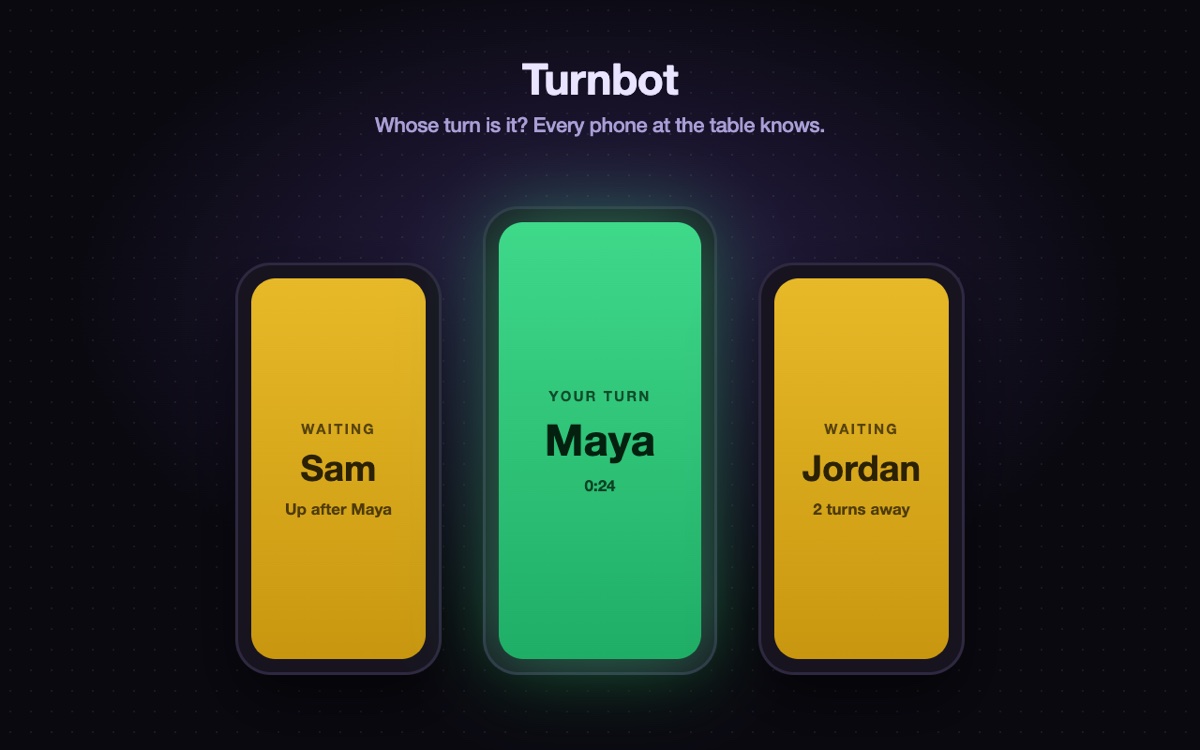 Turnbot
Whose turn is it? Every phone at the table knows.
WAITING
Sam
Up after Maya
YOUR TURN
Maya
0:24
WAITING
Jordan
2 turns away